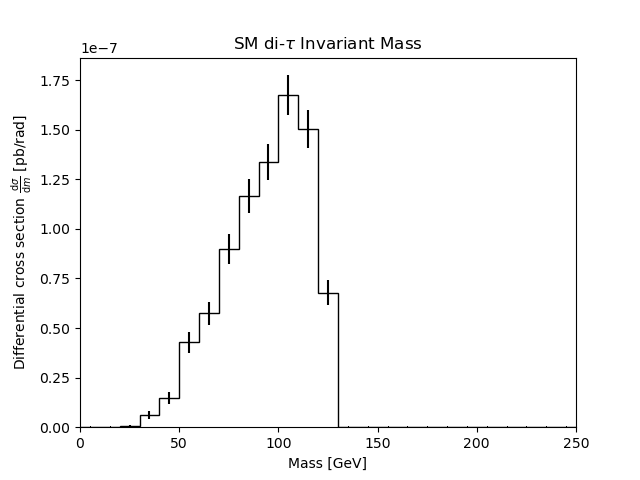 SM di-τ Invariant Mass
1e−7
1.75
1.50
1.25
1.00
0.75
0.50
0.25
0.00
Differential cross section dσ/dm [pb/rad]
0 50 100 150 200 250
Mass [GeV]